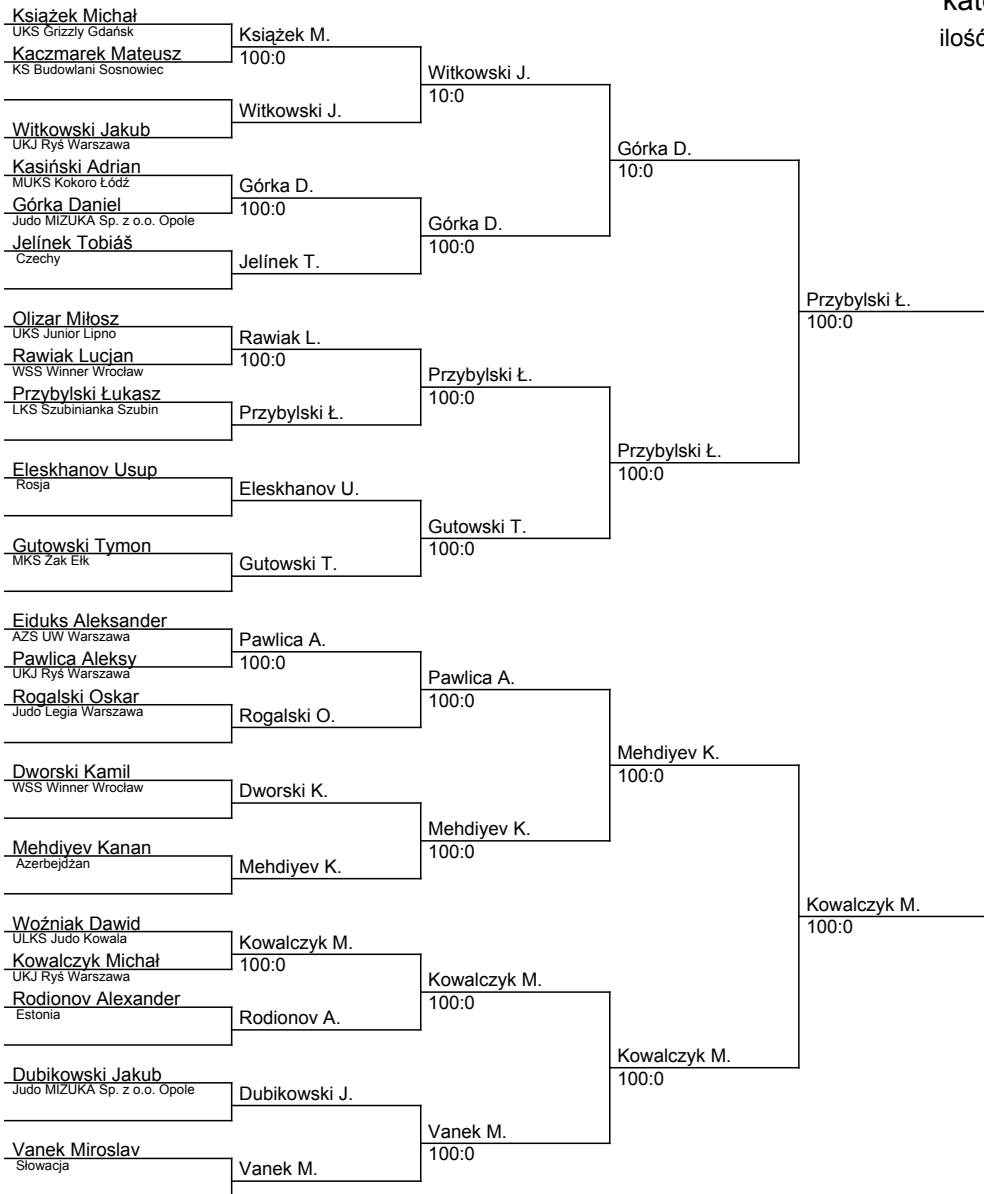 kate
ilość
Książek Michał
UKS Grizzly Gdańsk
Kaczmarek Mateusz
KS Budowlani Sosnowiec
Witkowski Jakub
UKJ Ryś Warszawa
Kasiński Adrian
MUKS Kokoro Łódź
Górka Daniel
Judo MIZUKA Sp. z o.o. Opole
Jelínek Tobiáš
Czechy
Olizar Miłosz
UKS Junior Lipno
Rawiak Lucjan
WSS Winner Wrocław
Przybylski Łukasz
LKS Szubinianka Szubin
Eleskhanov Usup
Rosja
Gutowski Tymon
MKS Żak Ełk
Eiduks Aleksander
AZS UW Warszawa
Pawlica Aleksy
UKJ Ryś Warszawa
Rogalski Oskar
Judo Legia Warszawa
Dworski Kamil
WSS Winner Wrocław
Mehdiyev Kanan
Azerbejdżan
Woźniak Dawid
ULKS Judo Kowala
Kowalczyk Michał
UKJ Ryś Warszawa
Rodionov Alexander
Estonia
Dubikowski Jakub
Judo MIZUKA Sp. z o.o. Opole
Vanek Miroslav
Słowacja
Książek M.
100:0
Witkowski J.
Górka D.
100:0
Jelínek T.
Rawiak L.
100:0
Przybylski Ł.
Eleskhanov U.
Gutowski T.
Pawlica A.
100:0
Rogalski O.
Dworski K.
Mehdiyev K.
Kowalczyk M.
100:0
Rodionov A.
Dubikowski J.
Vanek M.
Witkowski J.
10:0
Górka D.
100:0
Przybylski Ł.
100:0
Gutowski T.
100:0
Pawlica A.
100:0
Mehdiyev K.
100:0
Kowalczyk M.
100:0
Vanek M.
100:0
Górka D.
10:0
Przybylski Ł.
100:0
Mehdiyev K.
100:0
Kowalczyk M.
100:0
Przybylski Ł.
100:0
Kowalczyk M.
100:0